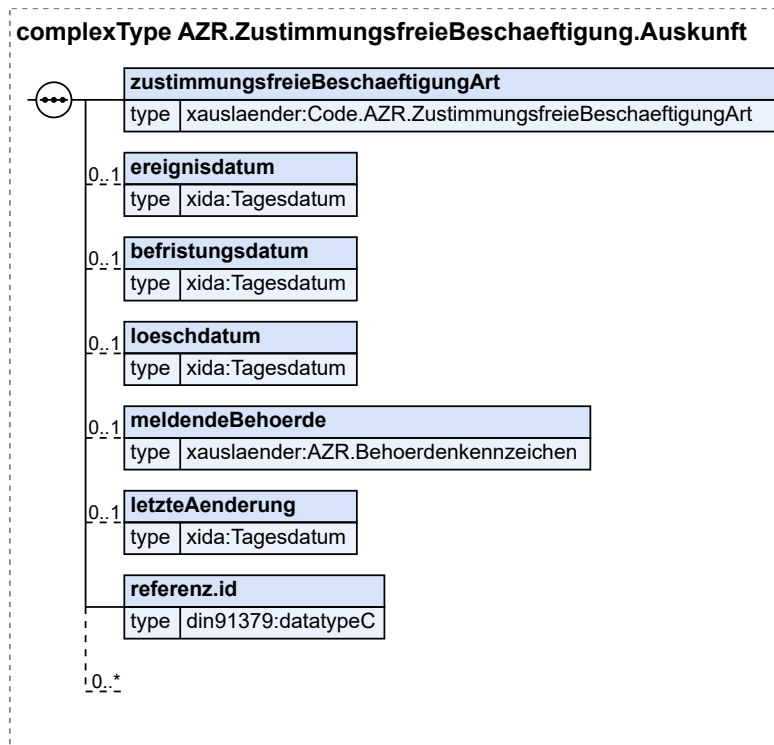 complexType AZR.ZustimmungsfreieBeschaeftigung.Auskunft
zustimmungsfreieBeschaeftigungArt
type xauslaender:Code.AZR.ZustimmungsfreieBeschaeftigungArt
0..1 ereignisdatum
type xida:Tagesdatum
0..1 befristungsdatum
type xida:Tagesdatum
0..1 loeschdatum
type xida:Tagesdatum
0..1 meldendeBehoerde
type xauslaender:AZR.Behoerdenkennzeichen
0..1 letzteAenderung
type xida:Tagesdatum
referenz.id
type din91379:datatypeC
0..*